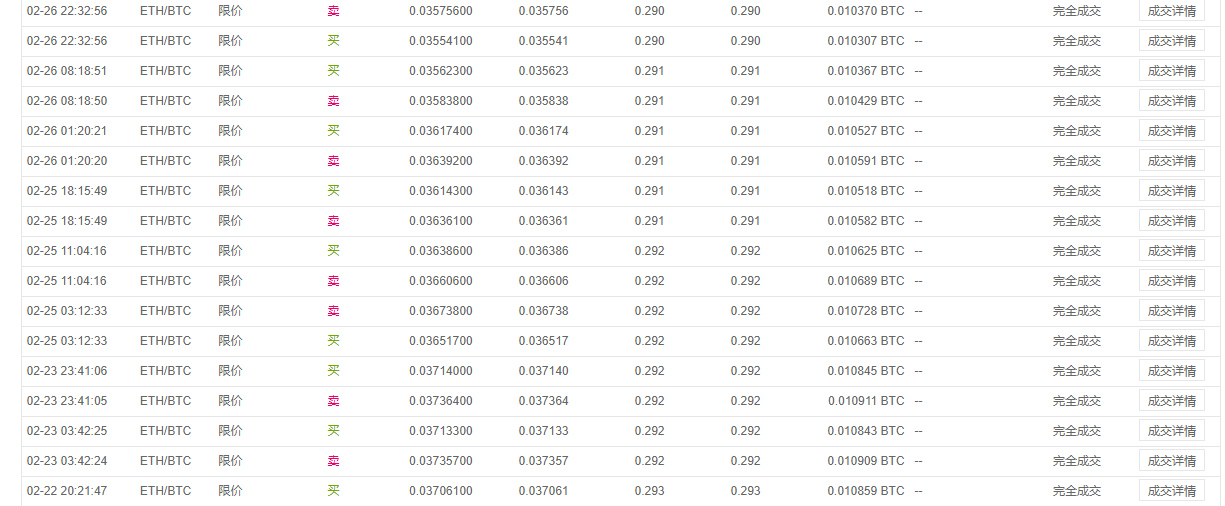 02-26 22:32:56 ETH/BTC 限价 卖 0.03575600 0.035756 0.290 0.290 0.010370 BTC -- 完全成交 成交详情
02-26 22:32:56 ETH/BTC 限价 买 0.03554100 0.035541 0.290 0.290 0.010307 BTC -- 完全成交 成交详情
02-26 08:18:51 ETH/BTC 限价 买 0.03562300 0.035623 0.291 0.291 0.010367 BTC -- 完全成交 成交详情
02-26 08:18:50 ETH/BTC 限价 卖 0.03583800 0.035838 0.291 0.291 0.010429 BTC -- 完全成交 成交详情
02-26 01:20:21 ETH/BTC 限价 买 0.03617400 0.036174 0.291 0.291 0.010527 BTC -- 完全成交 成交详情
02-26 01:20:20 ETH/BTC 限价 卖 0.03639200 0.036392 0.291 0.291 0.010591 BTC -- 完全成交 成交详情
02-25 18:15:49 ETH/BTC 限价 买 0.03614300 0.036143 0.291 0.291 0.010518 BTC -- 完全成交 成交详情
02-25 18:15:49 ETH/BTC 限价 卖 0.03636100 0.036361 0.291 0.291 0.010582 BTC -- 完全成交 成交详情
02-25 11:04:16 ETH/BTC 限价 买 0.03638600 0.036386 0.292 0.292 0.010625 BTC -- 完全成交 成交详情
02-25 11:04:16 ETH/BTC 限价 卖 0.03660600 0.036606 0.292 0.292 0.010689 BTC -- 完全成交 成交详情
02-25 03:12:33 ETH/BTC 限价 卖 0.03673800 0.036738 0.292 0.292 0.010728 BTC -- 完全成交 成交详情
02-25 03:12:33 ETH/BTC 限价 买 0.03651700 0.036517 0.292 0.292 0.010663 BTC -- 完全成交 成交详情
02-23 23:41:06 ETH/BTC 限价 买 0.03714000 0.037140 0.292 0.292 0.010845 BTC -- 完全成交 成交详情
02-23 23:41:05 ETH/BTC 限价 卖 0.03736400 0.037364 0.292 0.292 0.010911 BTC -- 完全成交 成交详情
02-23 03:42:25 ETH/BTC 限价 买 0.03713300 0.037133 0.292 0.292 0.010843 BTC -- 完全成交 成交详情
02-23 03:42:24 ETH/BTC 限价 卖 0.03735700 0.037357 0.292 0.292 0.010909 BTC -- 完全成交 成交详情
02-22 20:21:47 ETH/BTC 限价 买 0.03706100 0.037061 0.293 0.293 0.010859 BTC -- 完全成交 成交详情